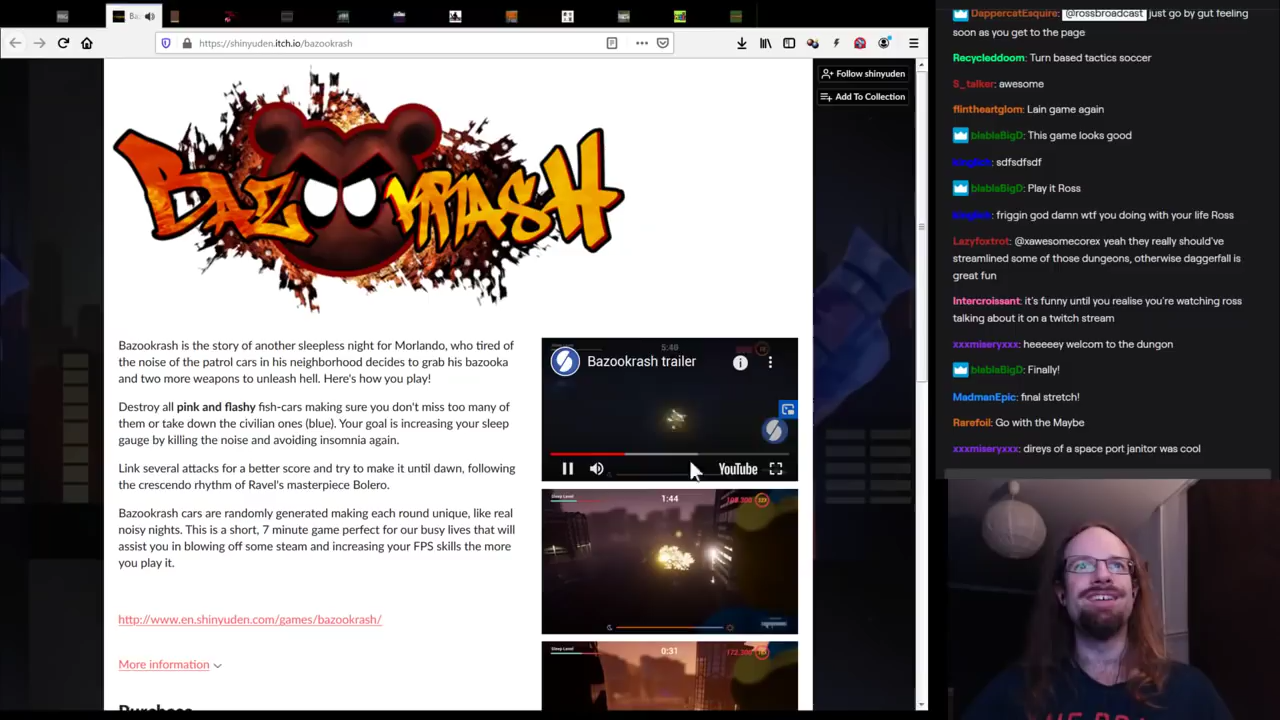 Ba
https://shinyuden.itch.io/bazookrash
Follow shinyuden
Add To Collection
BAZOOKRASH
Bazookrash is the story of another sleepless night for Morlando, who tired of
the noise of the patrol cars in his neighborhood decides to grab his bazooka
and two more weapons to unleash hell. Here's how you play!
Destroy all pink and flashy fish-cars making sure you don't miss too many of
them or take down the civilian ones (blue). Your goal is increasing your sleep
gauge by killing the noise and avoiding insomnia again.
Link several attacks for a better score and try to make it until dawn, following
the crescendo rhythm of Ravel's masterpiece Bolero.
Bazookrash cars are randomly generated making each round unique, like real
noisy nights. This is a short, 7 minute game perfect for our busy lives that will
assist you in blowing off some steam and increasing your FPS skills the more
you play it.
http://www.en.shinyuden.com/games/bazookrash/
More information
Purchase
5:40
Bazookrash trailer
YouTube
Sleep Level
1:44
108.300
Sleep Level
0:31
172.300
DappercatEsquire: @rossbroadcast just go by gut feeling
soon as you get to the page
Recycleddoom: Turn based tactics soccer
S_talker: awesome
flintheartglom: Lain game again
blablaBigD: This game looks good
sdfsdfsdf
blablaBigD: Play it Ross
friggin god damn wtf you doing with your life Ross
Lazyfoxtrot: @xawesomecorex yeah they really should've
streamlined some of those dungeons, otherwise daggerfall is
great fun
Intercroissant: it's funny until you realise you're watching ross
talking about it on a twitch stream
xxxmiseryxxx: heeeeey welcom to the dungon
blablaBigD: Finally!
MadmanEpic: final stretch!
Rarefoil: Go with the Maybe
xxxmiseryxxx: direys of a space port janitor was cool